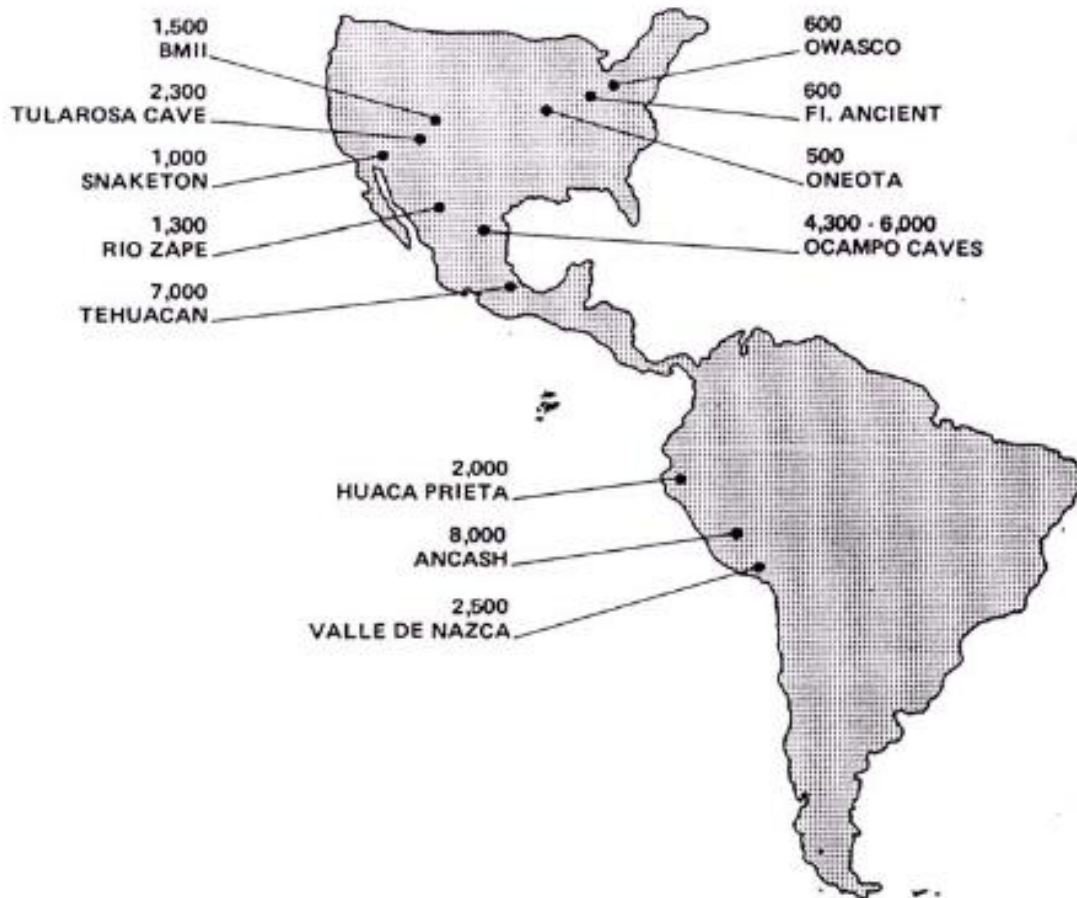 1,500
BMII
2,300
TULAROSA CAVE
1,000
SNAKETON
1,300
RIO ZAPE
7,000
TEHUACAN
600
OWASCO
600
FI. ANCIENT
500
ONEOTA
4,300 - 6,000
OCAMPO CAVES
2,000
HUACA PRIETA
8,000
ANCASH
2,500
VALLE DE NAZCA